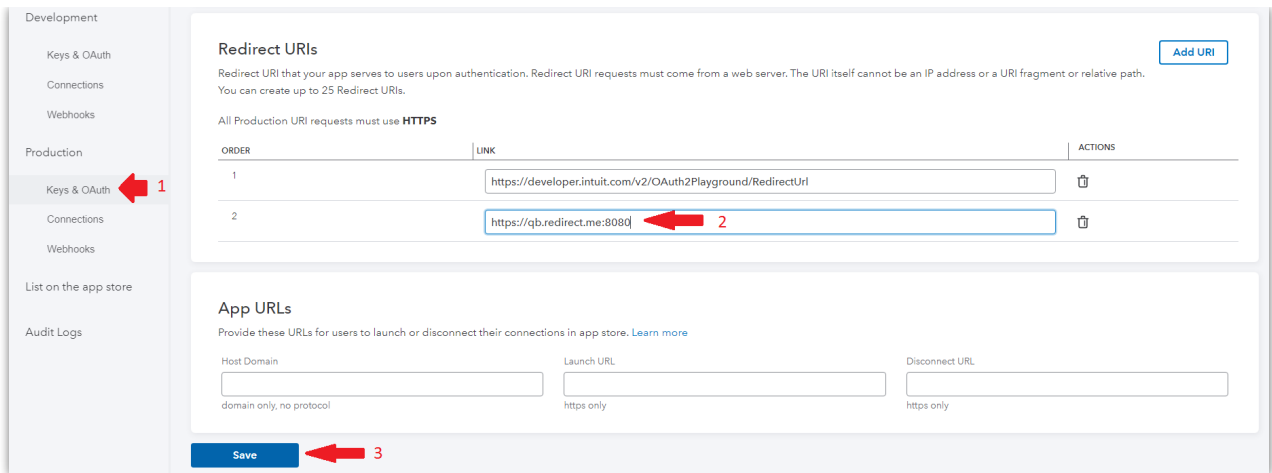 Development
Keys & OAuth
Connections
Webhooks
Production
Keys & OAuth
1
Connections
Webhooks
List on the app store
Audit Logs
Redirect URIs
Add URI
Redirect URI that your app serves to users upon authentication. Redirect URI requests must come from a web server. The URI itself cannot be an IP address or a URI fragment or relative path.
You can create up to 25 Redirect URIs.
All Production URI requests must use HTTPS
ORDER LINK ACTIONS
1 https://developer.intuit.com/v2/OAuth2Playground/RedirectUrl
2 https://qb.redirect.me:8080 2
App URLs
Provide these URLs for users to launch or disconnect their connections in app store. Learn more
Host Domain Launch URL Disconnect URL
domain only, no protocol https only https only
Save 3